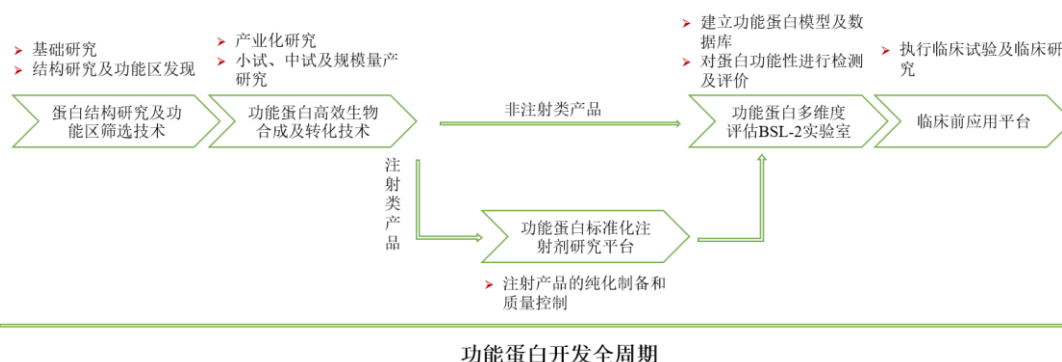 基础研究
结构研究及功能区发现
蛋白结构研究及功
能区筛选技术
产业化研究
小试、中试及规模量产
研究
功能蛋白高效生物
合成及转化技术
非注射类产品
注射类产品
功能蛋白标准化注
射剂研究平台
注射产品的纯化制备和
质量控制
建立功能蛋白模型及数
据库
对蛋白功能性进行检测
及评价
功能蛋白多维度
评估BSL-2实验室
执行临床试验及临床研
究
临床前应用平台
功能蛋白开发全周期